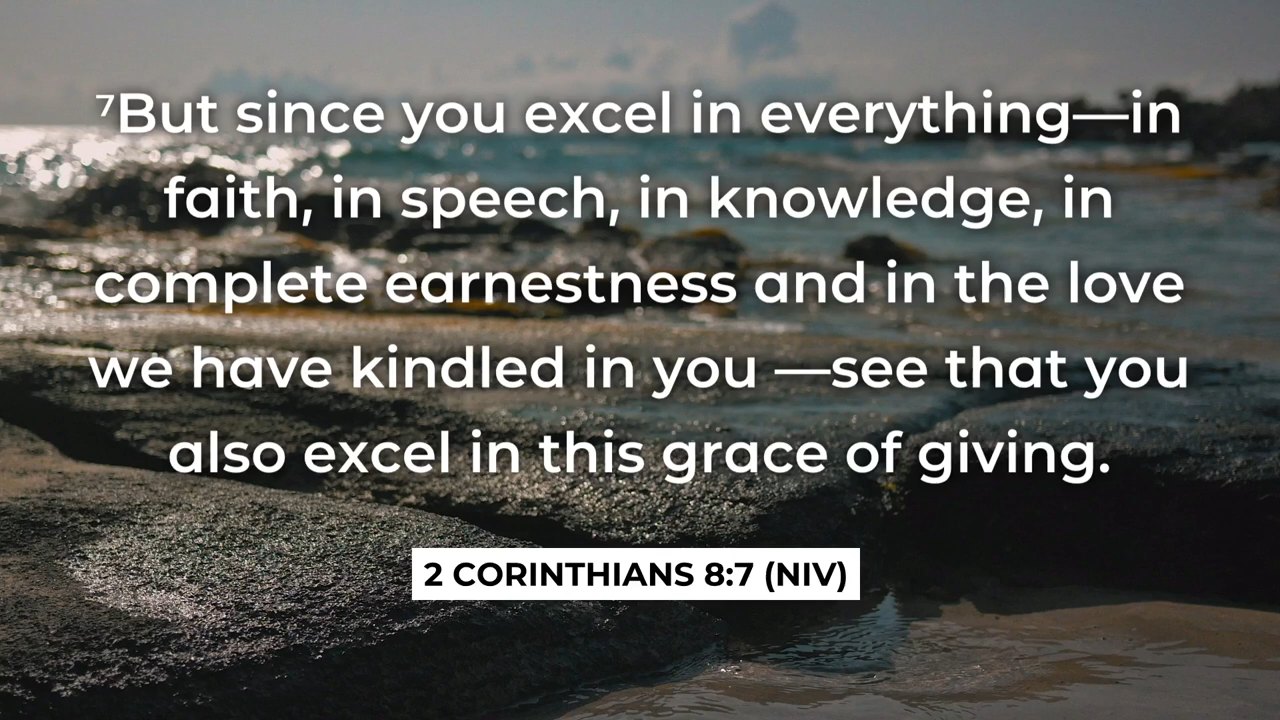 ⁷But since you excel in everything—in
faith, in speech, in knowledge, in
complete earnestness and in the love
we have kindled in you —see that you
also excel in this grace of giving.
2 CORINTHIANS 8:7 (NIV)